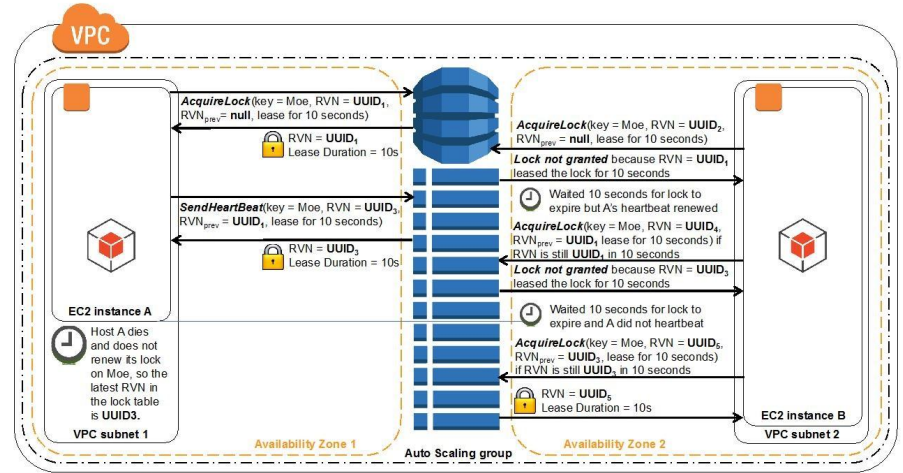 VPC
AcquireLock(key = Moe, RVN = UUID1,
RVNprev= null, lease for 10 seconds)
RVN = UUID1
Lease Duration = 10s
AcquireLock(key = Moe, RVN = UUID2,
RVNprev= null, lease for 10 seconds)
Lock not granted because RVN = UUID1
leased the lock for 10 seconds
SendHeartBeat(key = Moe, RVN = UUID3,
RVNprev = UUID1, lease for 10 seconds)
RVN = UUID3
Lease Duration = 10s
Waited 10 seconds for lock to
expire but A's heartbeat renewed
AcquireLock(key = Moe, RVN = UUID4,
RVNprev = UUID1 lease for 10 seconds) if
RVN is still UUID1 in 10 seconds
Lock not granted because RVN = UUID3
leased the lock for 10 seconds
EC2 instance A
Host A dies
and does not
renew its lock
on Moe, so the
latest RVN in
the lock table
is UUID3.
VPC subnet 1
Waited 10 seconds for lock to
expire and A did not heartbeat
AcquireLock(key = Moe, RVN = UUID5,
RVNprev = UUID3, lease for 10 seconds)
if RVN is still UUID3 in 10 seconds
RVN = UUID5
Lease Duration = 10s
EC2 instance B
VPC subnet 2
Availability Zone 1
Availability Zone 2
Auto Scaling group